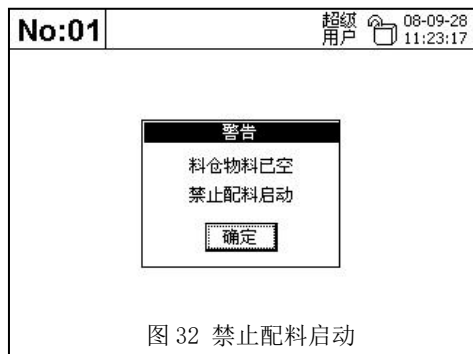 No:01
超级
用户
08-09-28
11:23:17
警告
料仓物料已空
禁止配料启动
确定
图 32 禁止配料启动